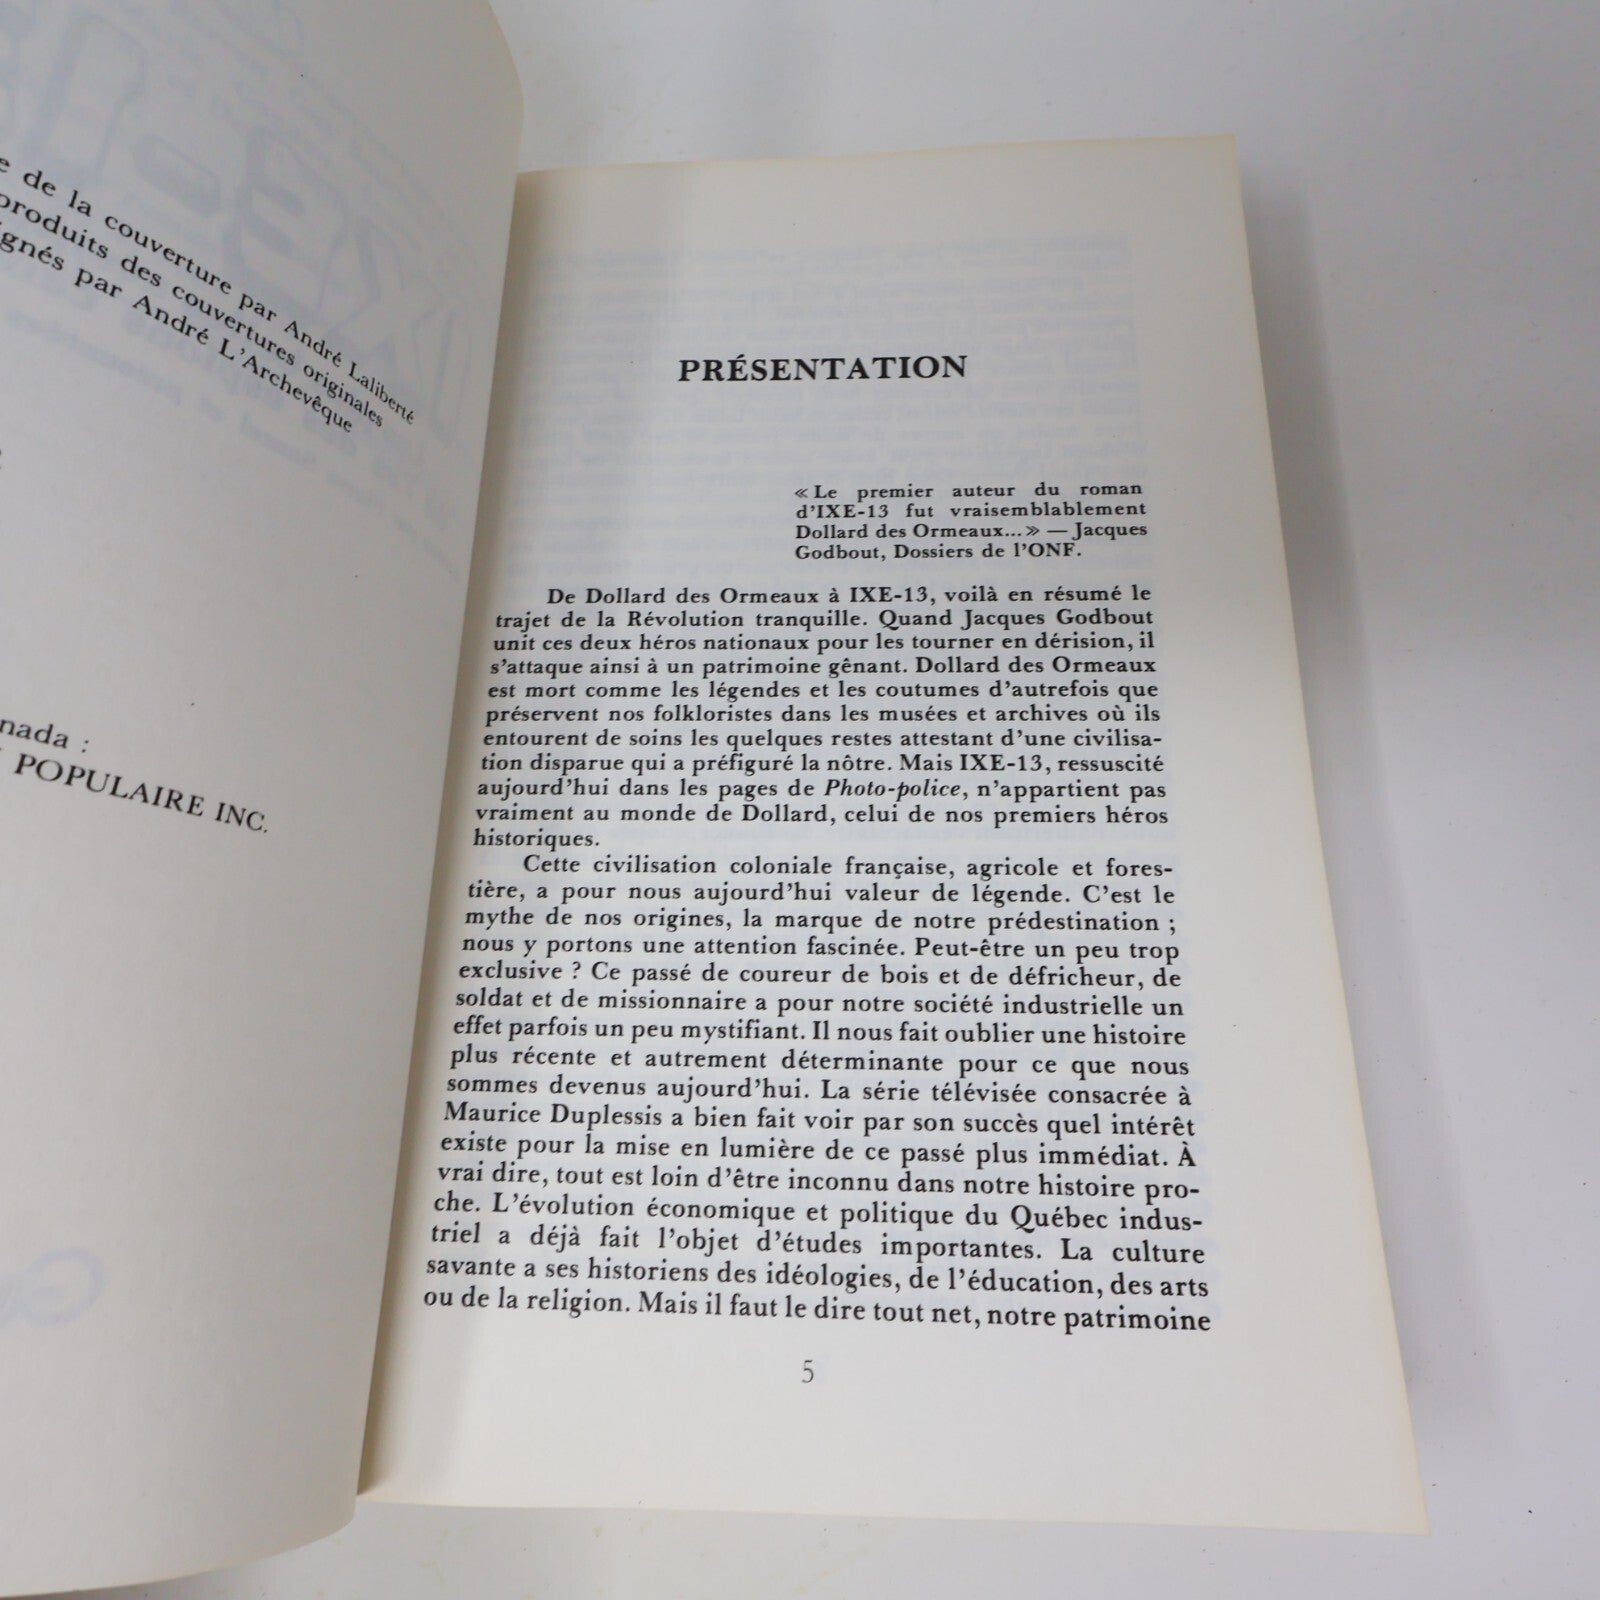 de la couverture par André Laliberté
des couvertures originales
par André L'Archevêque
POPULAIRE INC.
PRÉSENTATION
« Le premier auteur du roman
d'IXE-13 fut vraisemblablement
Dollard des Ormeaux... » — Jacques
Godbout, Dossiers de l'ONF.
De Dollard des Ormeaux à IXE-13, voilà en résumé le
trajet de la Révolution tranquille. Quand Jacques Godbout
unit ces deux héros nationaux pour les tourner en dérision, il
s'attaque ainsi à un patrimoine gênant. Dollard des Ormeaux
est mort comme les légendes et les coutumes d'autrefois que
préservent nos folkloristes dans les musées et archives où ils
entourent de soins les quelques restes attestant d'une civilisa-
tion disparue qui a préfiguré la nôtre. Mais IXE-13, ressuscité
aujourd'hui dans les pages de Photo-police, n'appartient pas
vraiment au monde de Dollard, celui de nos premiers héros
historiques.
Cette civilisation coloniale française, agricole et fores-
tière, a pour nous aujourd'hui valeur de légende. C'est le
mythe de nos origines, la marque de notre prédestination ;
nous y portons une attention fascinée. Peut-être un peu trop
exclusive ? Ce passé de coureur de bois et de défricheur, de
soldat et de missionnaire a pour notre société industrielle un
effet parfois un peu mystifiant. Il nous fait oublier une histoire
plus récente et autrement déterminante pour ce que nous
sommes devenus aujourd'hui. La série télévisée consacrée à
Maurice Duplessis a bien fait voir par son succès quel intérêt
existe pour la mise en lumière de ce passé plus immédiat. À
vrai dire, tout est loin d'être inconnu dans notre histoire pro-
che. L'évolution économique et politique du Québec indus-
triel a déjà fait l'objet d'études importantes. La culture
savante a ses historiens des idéologies, de l'éducation, des arts
ou de la religion. Mais il faut le dire tout net, notre patrimoine
5